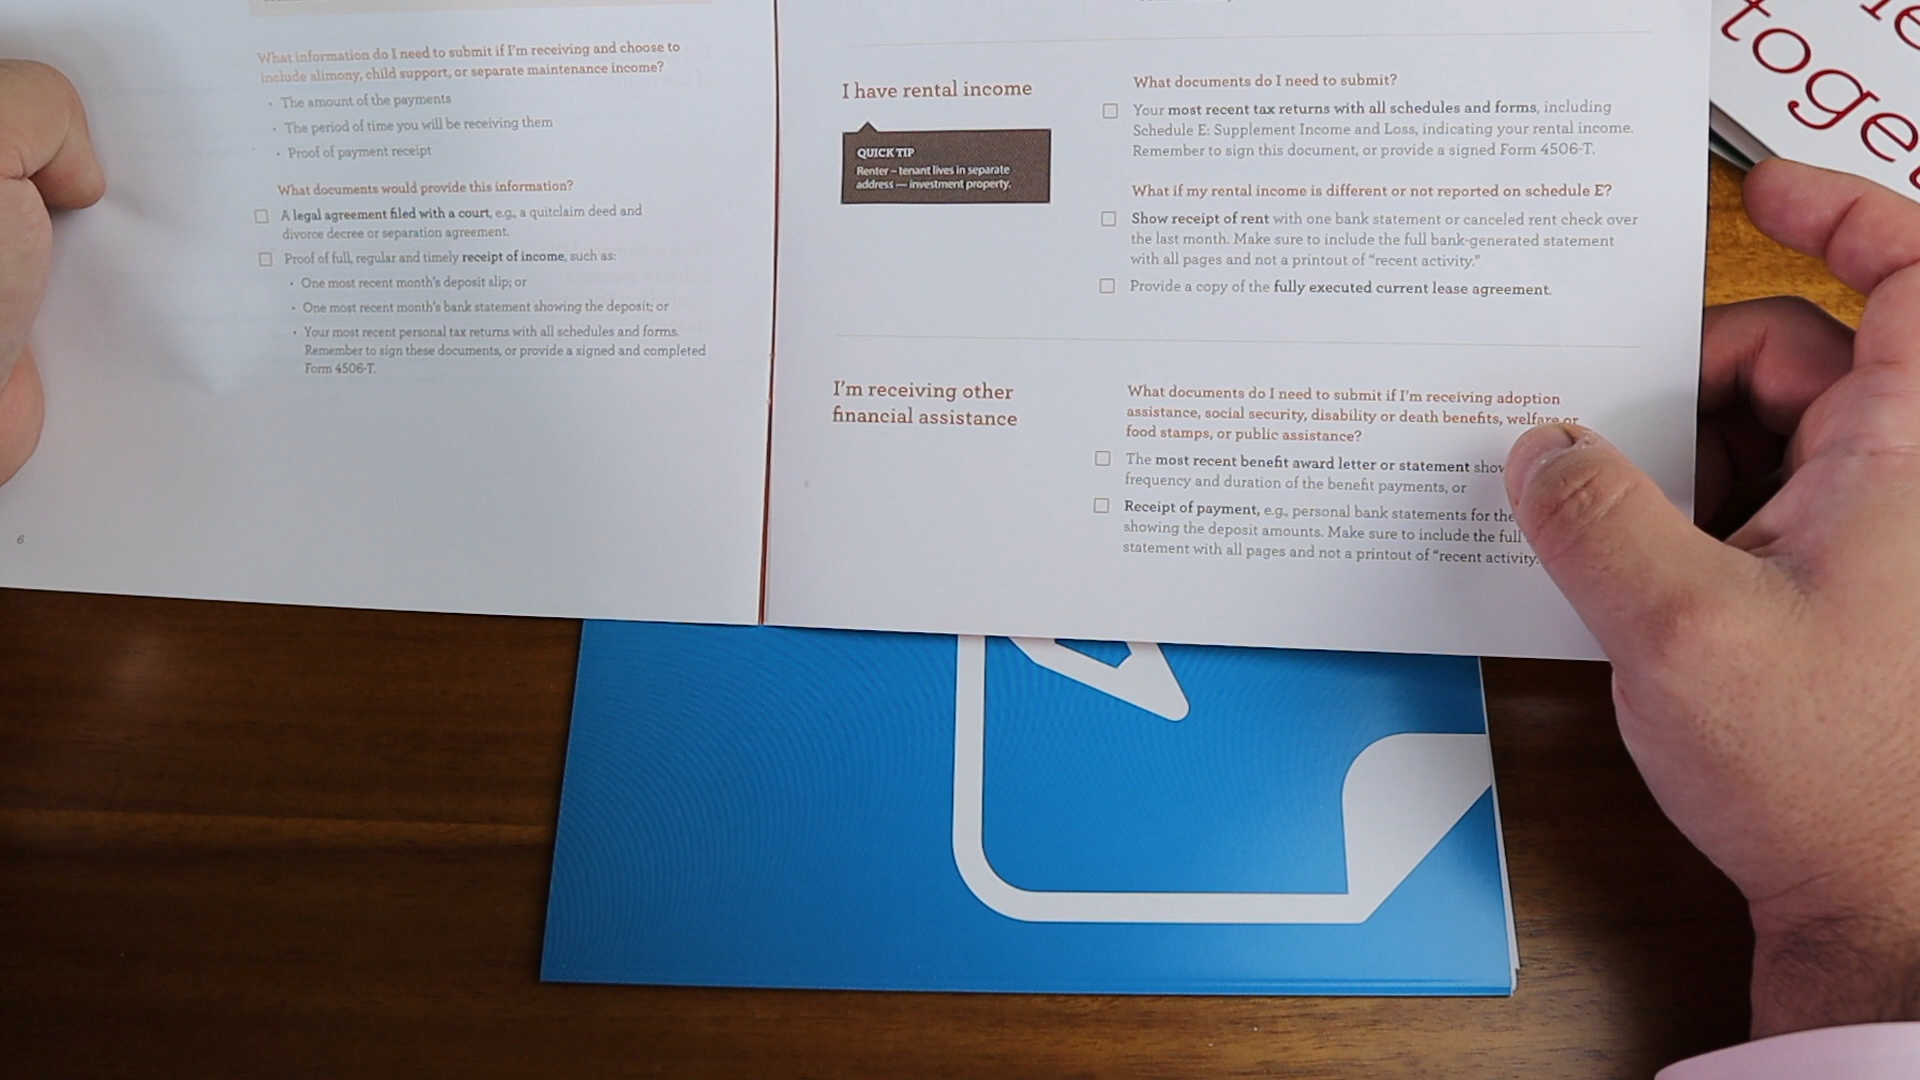 What information do I need to submit if I'm receiving and choose to
include alimony, child support, or separate maintenance income?
• The amount of the payments
• The period of time you will be receiving them
• Proof of payment receipt
What documents would provide this information?
A legal agreement filed with a court, e.g., a quitclaim deed and
divorce decree or separation agreement.
Proof of full, regular and timely receipt of income, such as:
• One most recent month's deposit slip; or
• One most recent month's bank statement showing the deposit; or
• Your most recent personal tax returns with all schedules and forms.
Remember to sign these documents, or provide a signed and completed
Form 4506-T.
6
I have rental income
QUICK TIP
Renter – tenant lives in separate
address — investment property.
What documents do I need to submit?
Your most recent tax returns with all schedules and forms, including
Schedule E: Supplement Income and Loss, indicating your rental income.
Remember to sign this document, or provide a signed Form 4506-T.
What if my rental income is different or not reported on schedule E?
Show receipt of rent with one bank statement or canceled rent check over
the last month. Make sure to include the full bank-generated statement
with all pages and not a printout of "recent activity."
Provide a copy of the fully executed current lease agreement.
I'm receiving other
financial assistance
What documents do I need to submit if I'm receiving adoption
assistance, social security, disability or death benefits, welfare or
food stamps, or public assistance?
The most recent benefit award letter or statement
frequency and duration of the benefit payments, or
Receipt of payment, e.g., personal bank statements for the
showing the deposit amounts. Make sure to include the full
statement with all pages and not a printout of "recent activity.